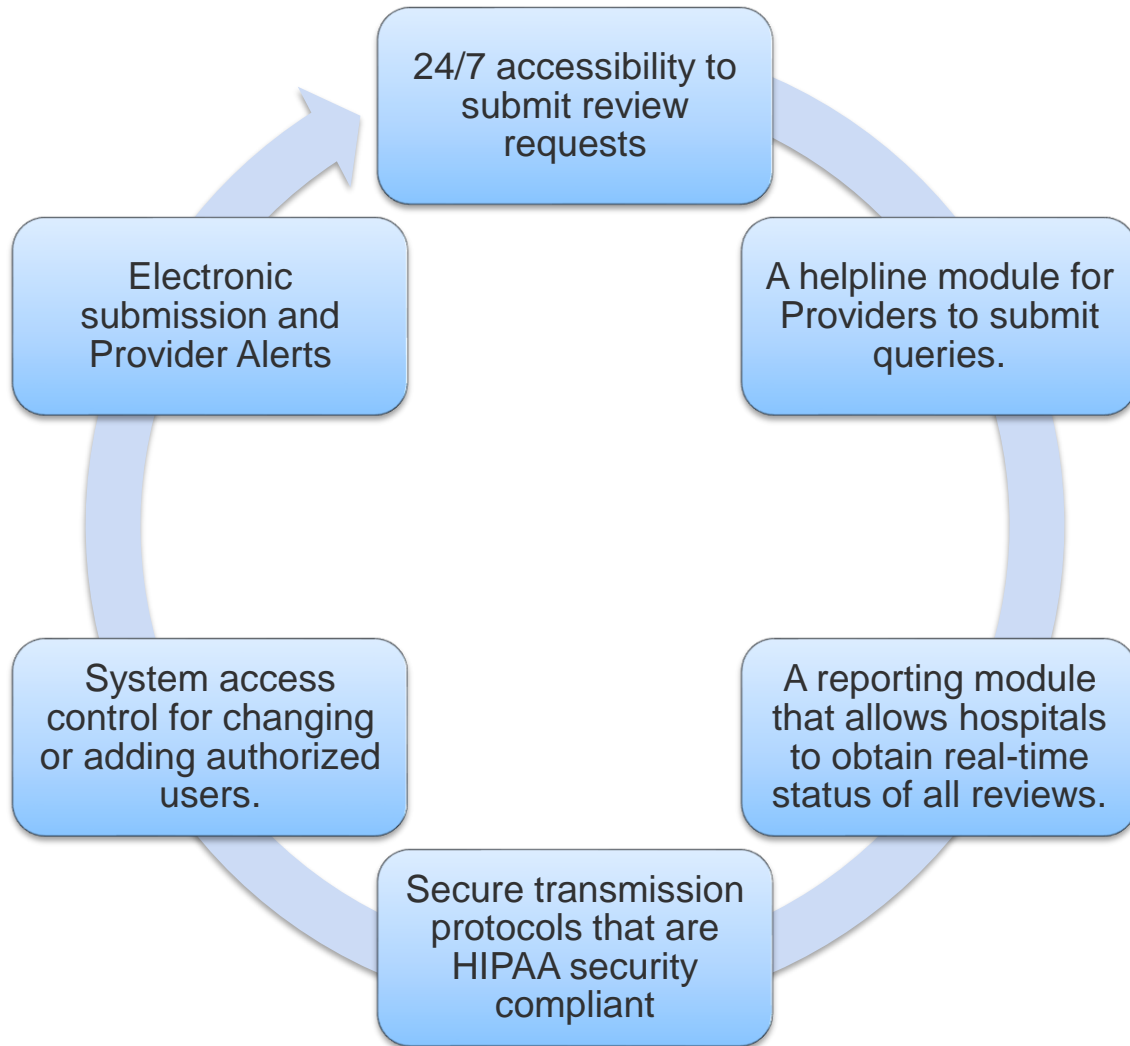 24/7 accessibility to
submit review
requests
A helpline module for
Providers to submit
queries.
A reporting module
that allows hospitals
to obtain real-time
status of all reviews.
Secure transmission
protocols that are
HIPAA security
compliant
System access
control for changing
or adding authorized
users.
Electronic
submission and
Provider Alerts